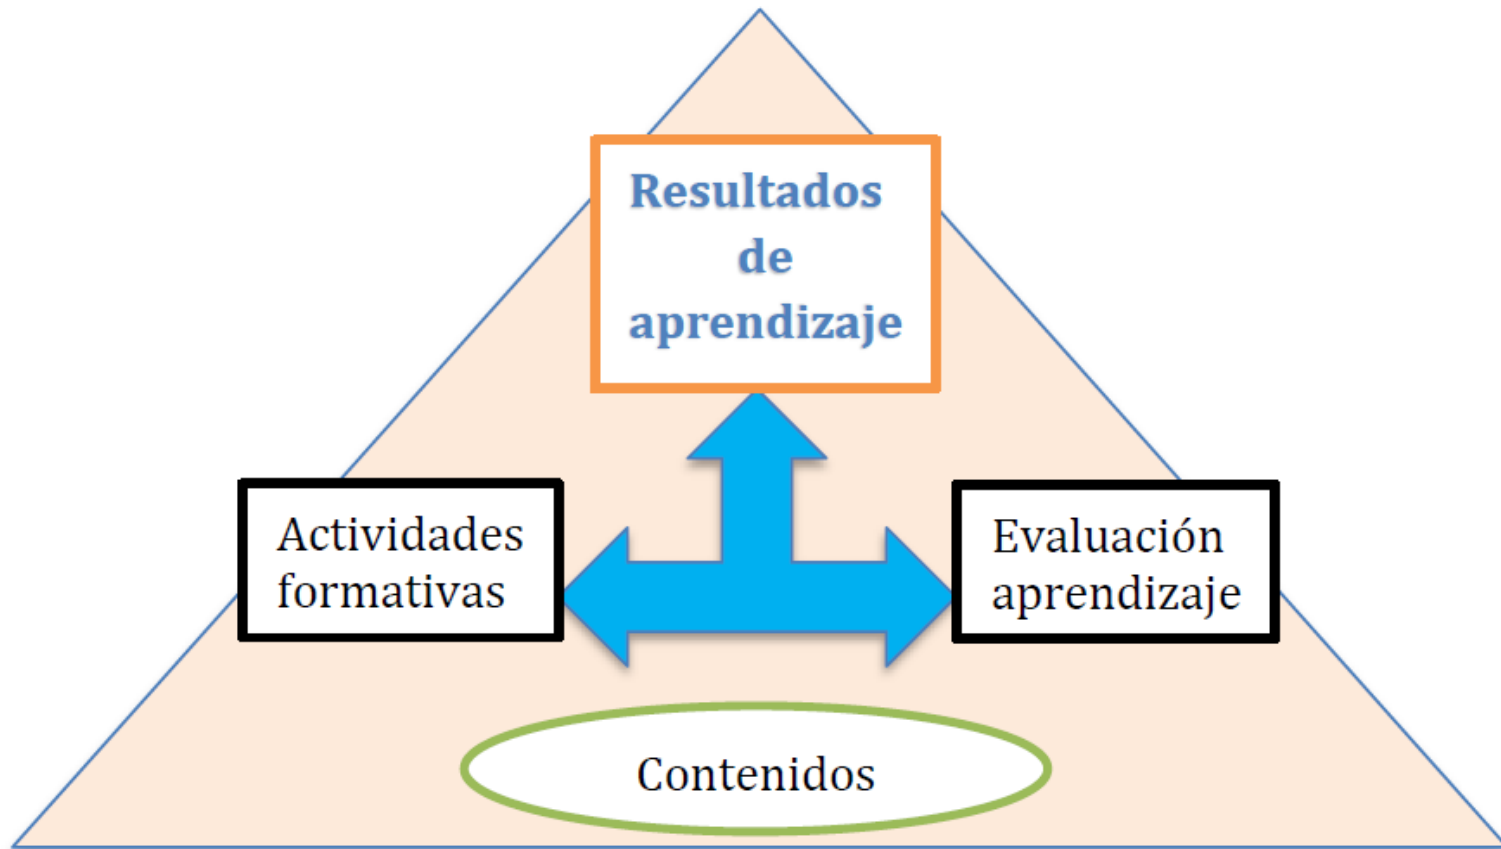 Resultados
de
aprendizaje
Actividades
formativas
Evaluación
aprendizaje
Contenidos